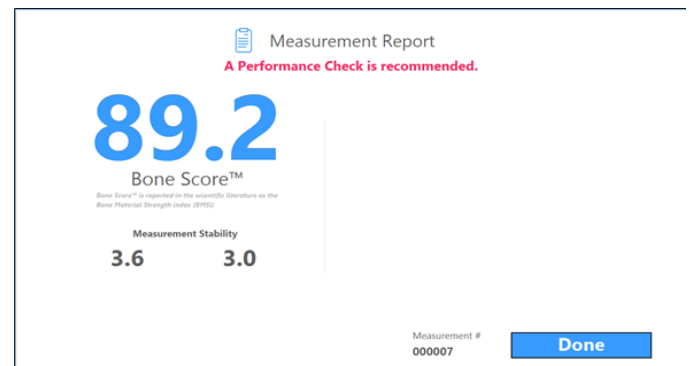 Measurement Report
A Performance Check is recommended.
89.2
Bone Score™
Bone Score™ is reported in the scientific literature as the
Bone Material Strength index (BMSi)
Measurement Stability
3.6 3.0
Measurement #
000007
Done